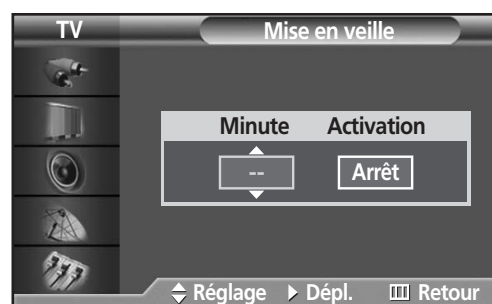 TV Mise en veille
Minute Activation
-- Arrêt
Réglage Dépl. Retour